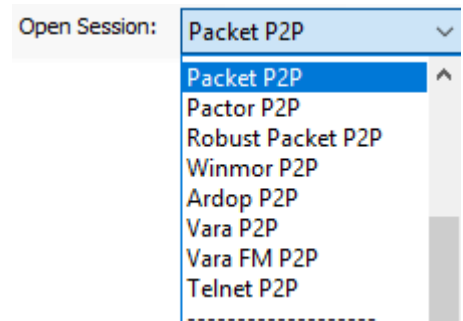 Open Session: Packet P2P
Packet P2P
Pactor P2P
Robust Packet P2P
Winmor P2P
Ardop P2P
Vara P2P
Vara FM P2P
Telnet P2P
-------------------